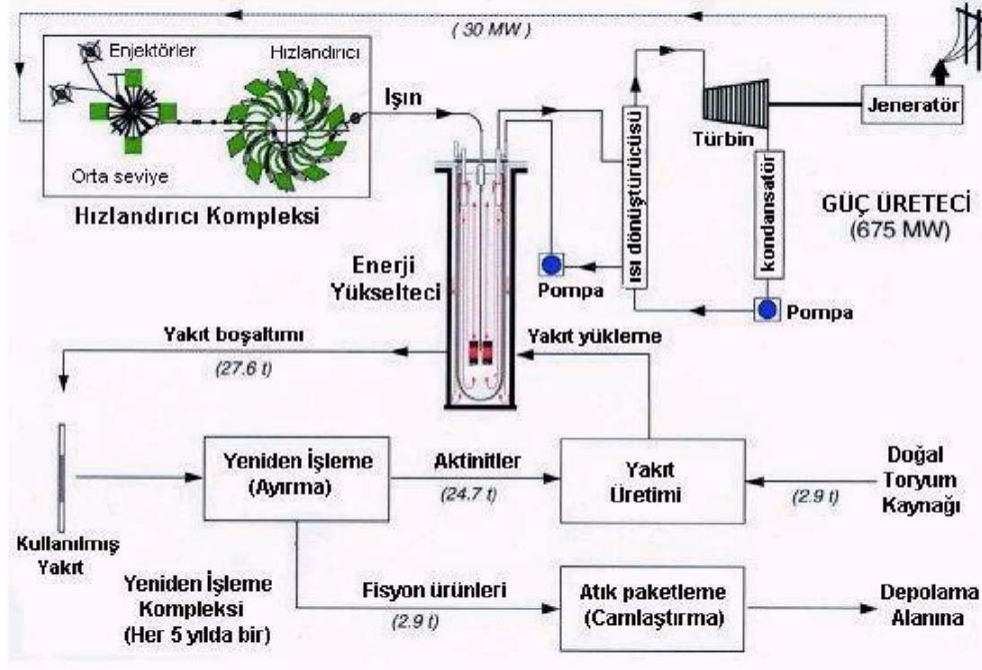 ( 30 MW )
Enjektörler
Hızlandırıcı
Orta seviye
Hızlandırıcı Kompleksi
Işın
ısı dönüştürücüsü
Türbin
Jeneratör
kondansatör
GÜÇ ÜRETECİ
(675 MW)
Enerji
Yükselteci
Pompa
Pompa
Yakıt boşaltımı
(27.6 t)
Yakıt yükleme
Yeniden İşleme
(Ayırma)
Aktinitler
(24.7 t)
Yakıt
Üretimi
(2.9 t)
Doğal
Toryum
Kaynağı
Kullanılmış
Yakıt
Yeniden İşleme
Kompleksi
(Her 5 yılda bir)
Fisyon ürünleri
(2.9 t)
Atık paketleme
(Camlaştırma)
Depolama
Alanına